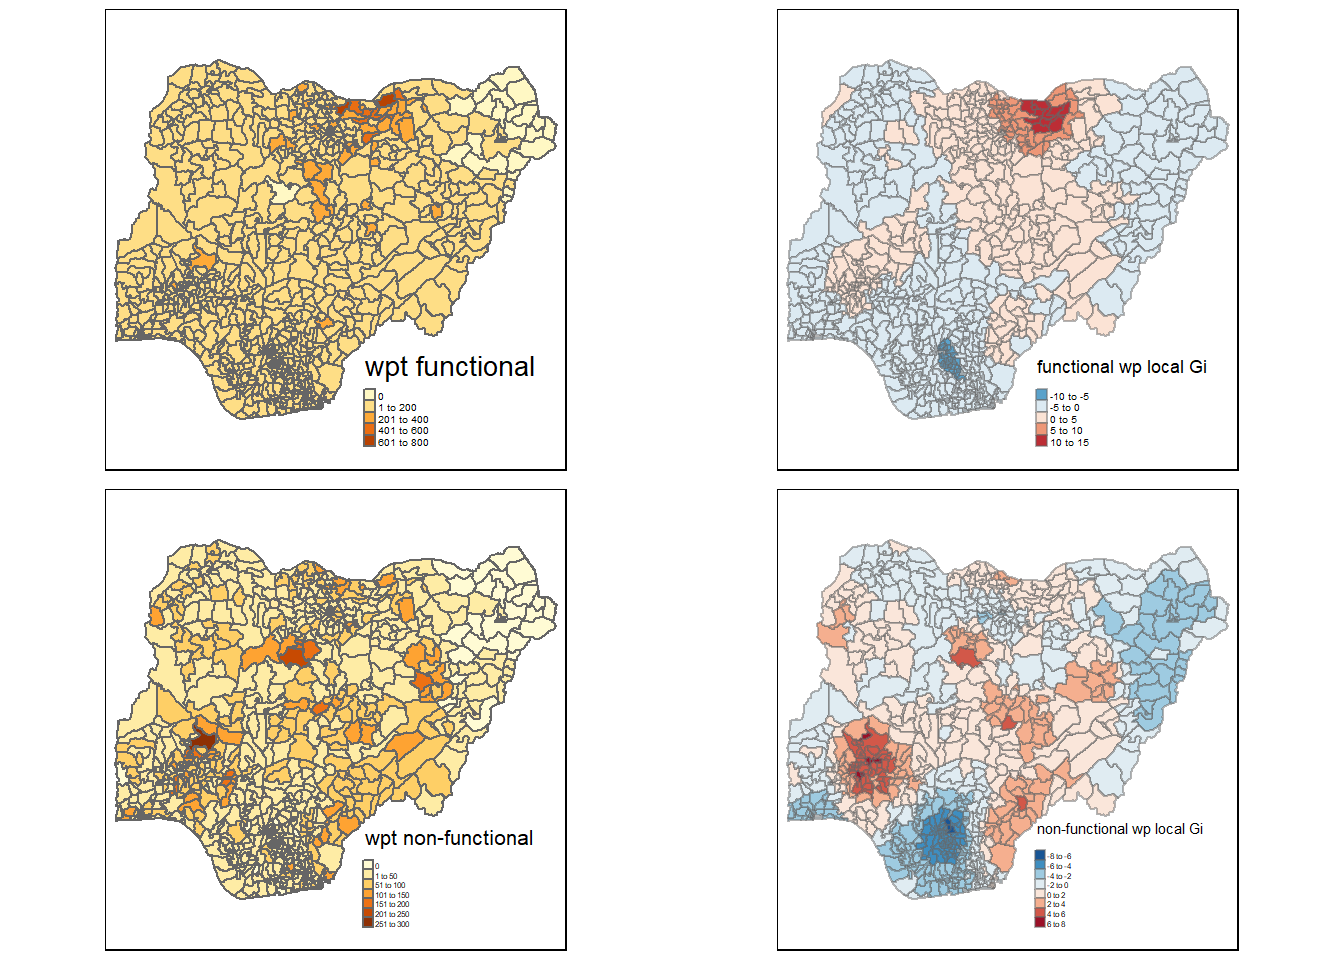 wpt functional
0
1 to 200
201 to 400
401 to 600
601 to 800
functional wp local Gi
-10 to -5
-5 to 0
0 to 5
5 to 10
10 to 15
wpt non-functional
0
1 to 50
51 to 100
101 to 150
151 to 200
201 to 250
251 to 300
non-functional wp local Gi
-8 to -6
-6 to -4
-4 to -2
-2 to 0
0 to 2
2 to 4
4 to 6
6 to 8